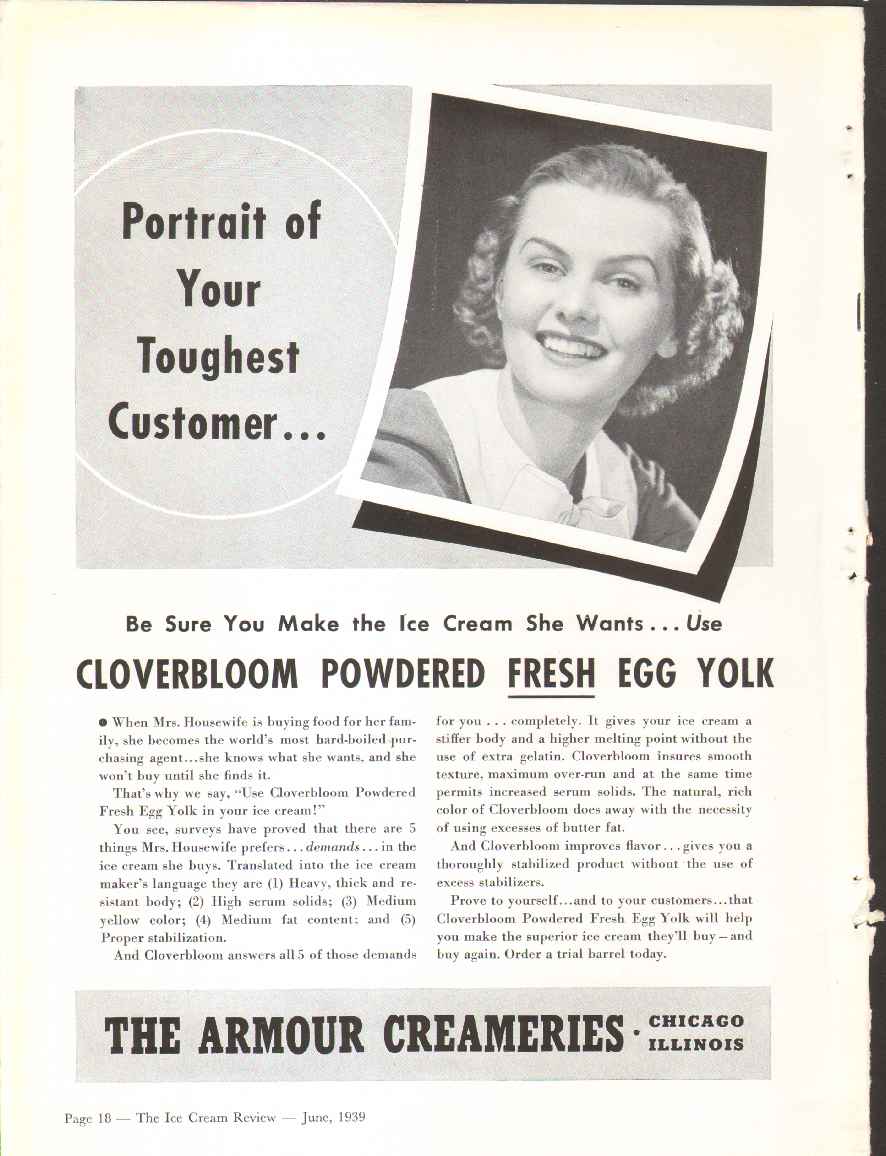 Portrait of
Your
Toughest
Customer...
Be Sure You Make the Ice Cream She Wants... Use
CLOVERBLOOM POWDERED FRESH EGG YOLK
● When Mrs. Housewife is buying food for her fam-
ily, she becomes the world's most hard-boiled pur-
chasing agent...she knows what she wants, and she
won't buy until she finds it.
That's why we say, "Use Cloverbloom Powdered
Fresh Egg Yolk in your ice cream!"
You see, surveys have proved that there are 5
things Mrs. Housewife prefers...demands...in the
ice cream she buys. Translated into the ice cream
maker's language they are (1) Heavy, thick and re-
sistant body; (2) High serum solids; (3) Medium
yellow color; (4) Medium fat content; and (5)
Proper stabilization.
And Cloverbloom answers all 5 of those demands
for you . . . completely. It gives your ice cream a
stiffer body and a higher melting point without the
use of extra gelatin. Cloverbloom insures smooth
texture, maximum over-run and at the same time
permits increased serum solids. The natural, rich
color of Cloverbloom does away with the necessity
of using excesses of butter fat.
And Cloverbloom improves flavor...gives you a
thoroughly stabilized product without the use of
excess stabilizers.
Prove to yourself...and to your customers...that
Cloverbloom Powdered Fresh Egg Yolk will help
you make the superior ice cream they'll buy—and
buy again. Order a trial barrel today.
THE ARMOUR CREAMERIES · CHICAGO
ILLINOIS
Page 18 — The Ice Cream Review — June, 1939